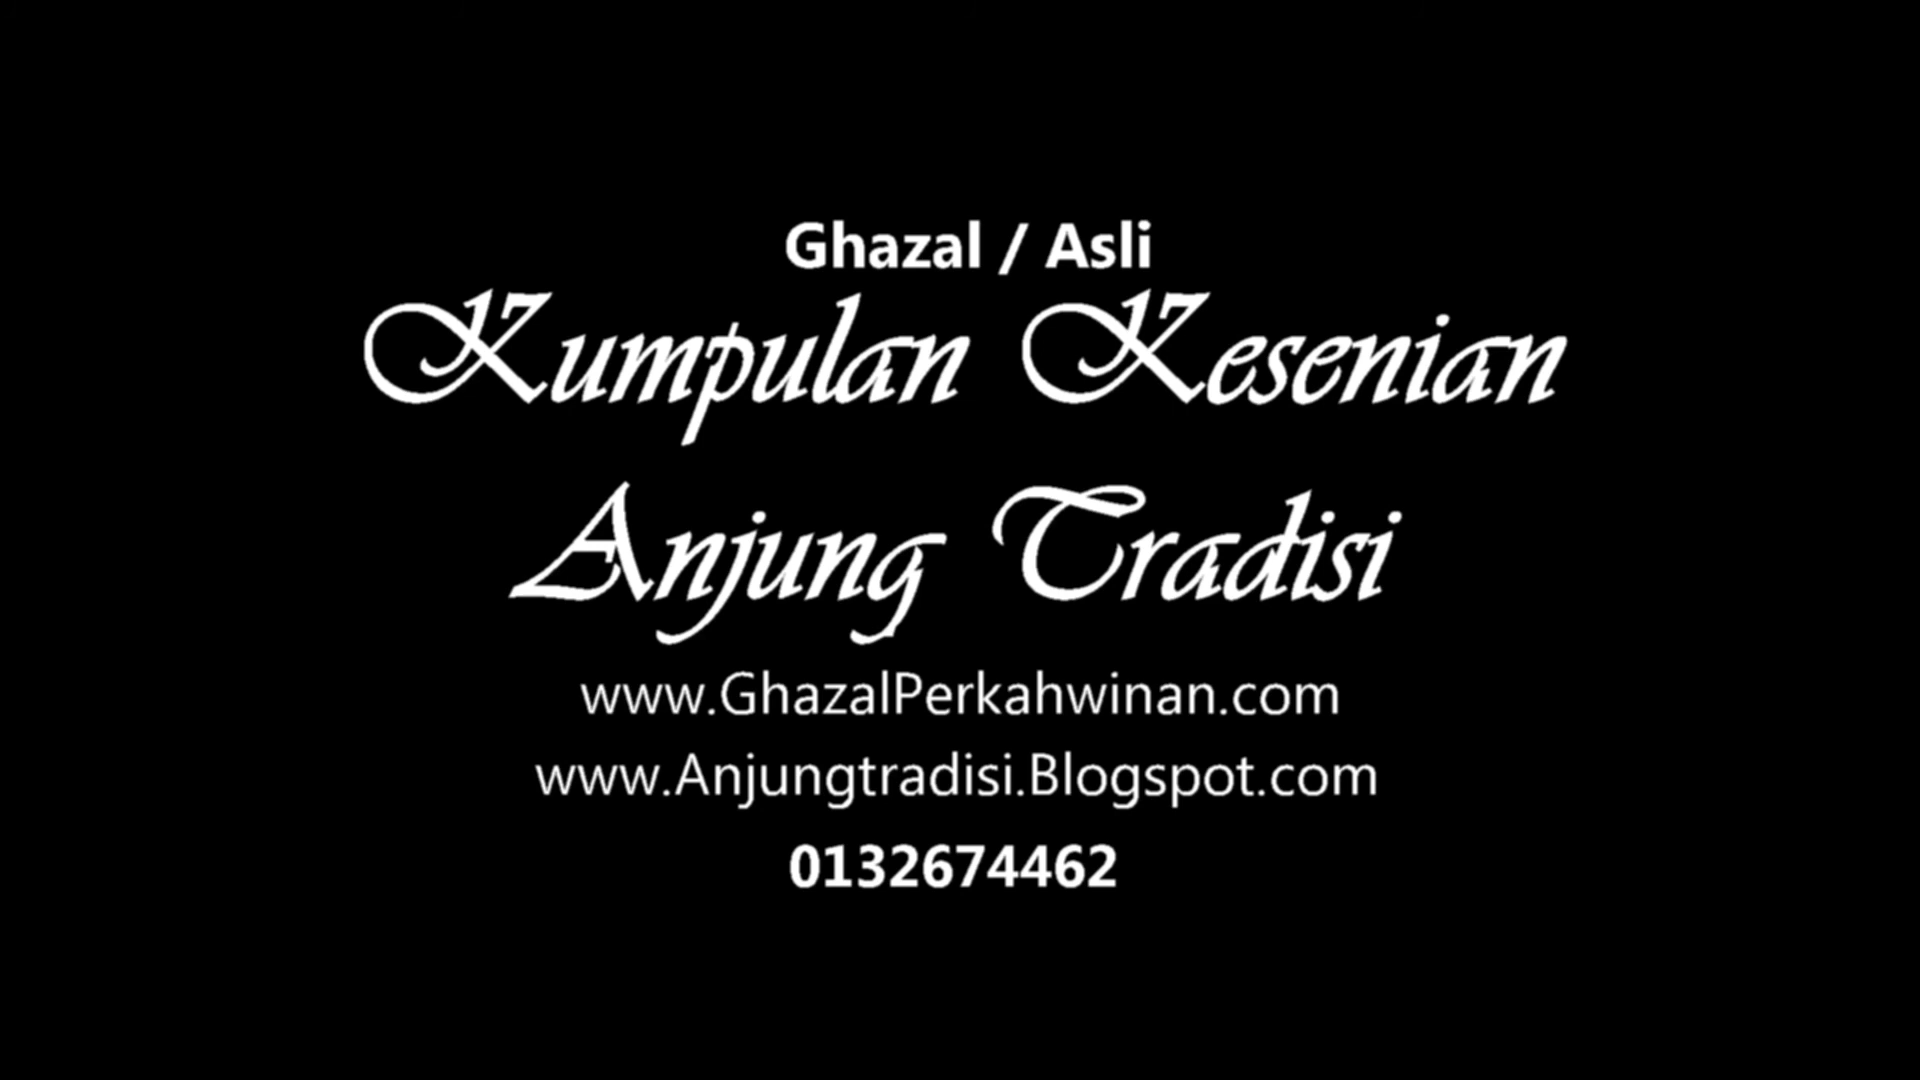 Ghazal / Asli
Kumpulan Kesenian
Anjung Tradisi
www.GhazalPerkahwinan.com
www.Anjungtradisi.Blogspot.com
0132674462